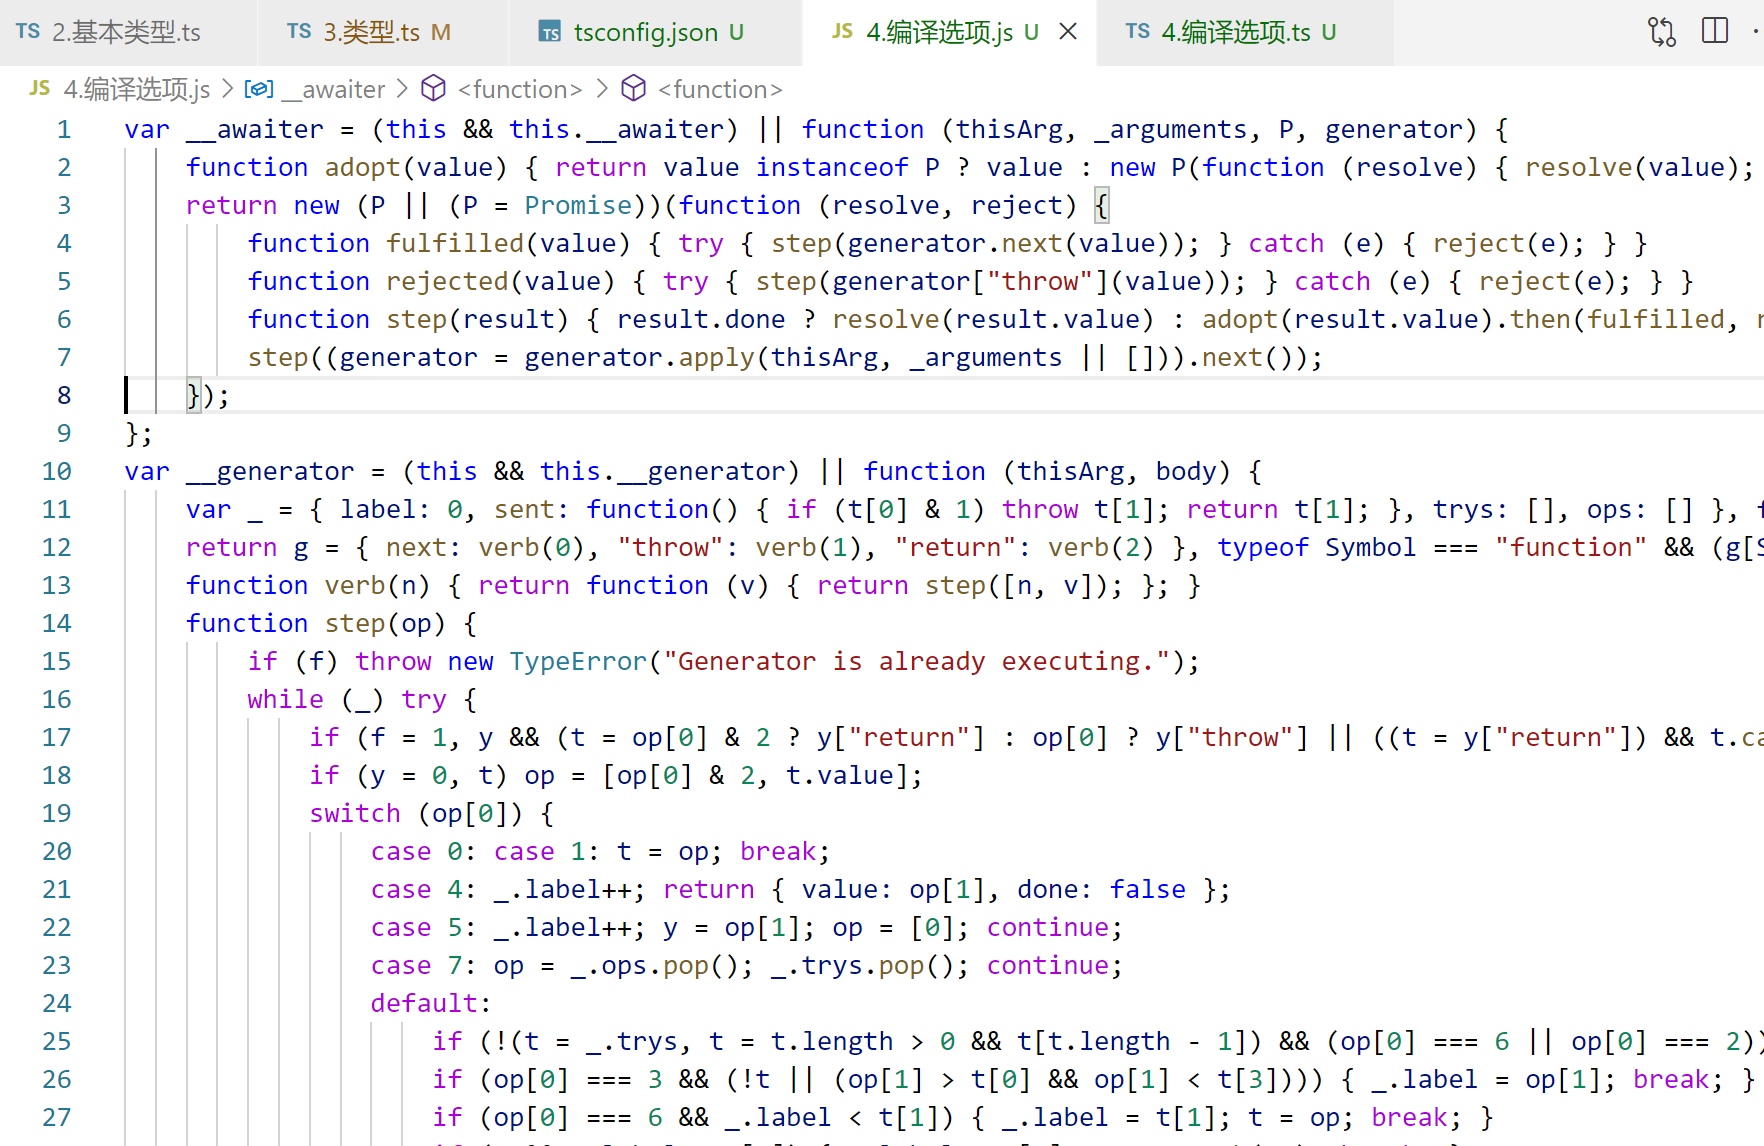 TS 2.基本类型.ts TS 3.类型.ts M TS tsconfig.json U JS 4.编译选项.js U TS 4.编译选项.ts U
JS 4.编译选项.js > __awaiter > <function> > <function>
1 var __awaiter = (this && this.__awaiter) || function (thisArg, _arguments, P, generator) {
2 function adopt(value) { return value instanceof P ? value : new P(function (resolve) { resolve(value);
3 return new (P || (P = Promise))(function (resolve, reject) {
4 function fulfilled(value) { try { step(generator.next(value)); } catch (e) { reject(e); } }
5 function rejected(value) { try { step(generator["throw"](value)); } catch (e) { reject(e); } }
6 function step(result) { result.done ? resolve(result.value) : adopt(result.value).then(fulfilled,
7 step((generator = generator.apply(thisArg, _arguments || [])).next());
8 });
9 };
10 var __generator = (this && this.__generator) || function (thisArg, body) {
11 var _ = { label: 0, sent: function() { if (t[0] & 1) throw t[1]; return t[1]; }, trys: [], ops: [] },
12 return g = { next: verb(0), "throw": verb(1), "return": verb(2) }, typeof Symbol === "function" && (g[
13 function verb(n) { return function (v) { return step([n, v]); }; }
14 function step(op) {
15 if (f) throw new TypeError("Generator is already executing.");
16 while (_) try {
17 if (f = 1, y && (t = op[0] & 2 ? y["return"] : op[0] ? y["throw"] || ((t = y["return"]) && t.ca
18 if (y = 0, t) op = [op[0] & 2, t.value];
19 switch (op[0]) {
20 case 0: case 1: t = op; break;
21 case 4: _.label++; return { value: op[1], done: false };
22 case 5: _.label++; y = op[1]; op = [0]; continue;
23 case 7: op = _.ops.pop(); _.trys.pop(); continue;
24 default:
25 if (!(t = _.trys, t = t.length > 0 && t[t.length - 1]) && (op[0] === 6 || op[0] === 2))
26 if (op[0] === 3 && (!t || (op[1] > t[0] && op[1] < t[3]))) { _.label = op[1]; break; }
27 if (op[0] === 6 && _.label < t[1]) { _.label = t[1]; t = op; break; }